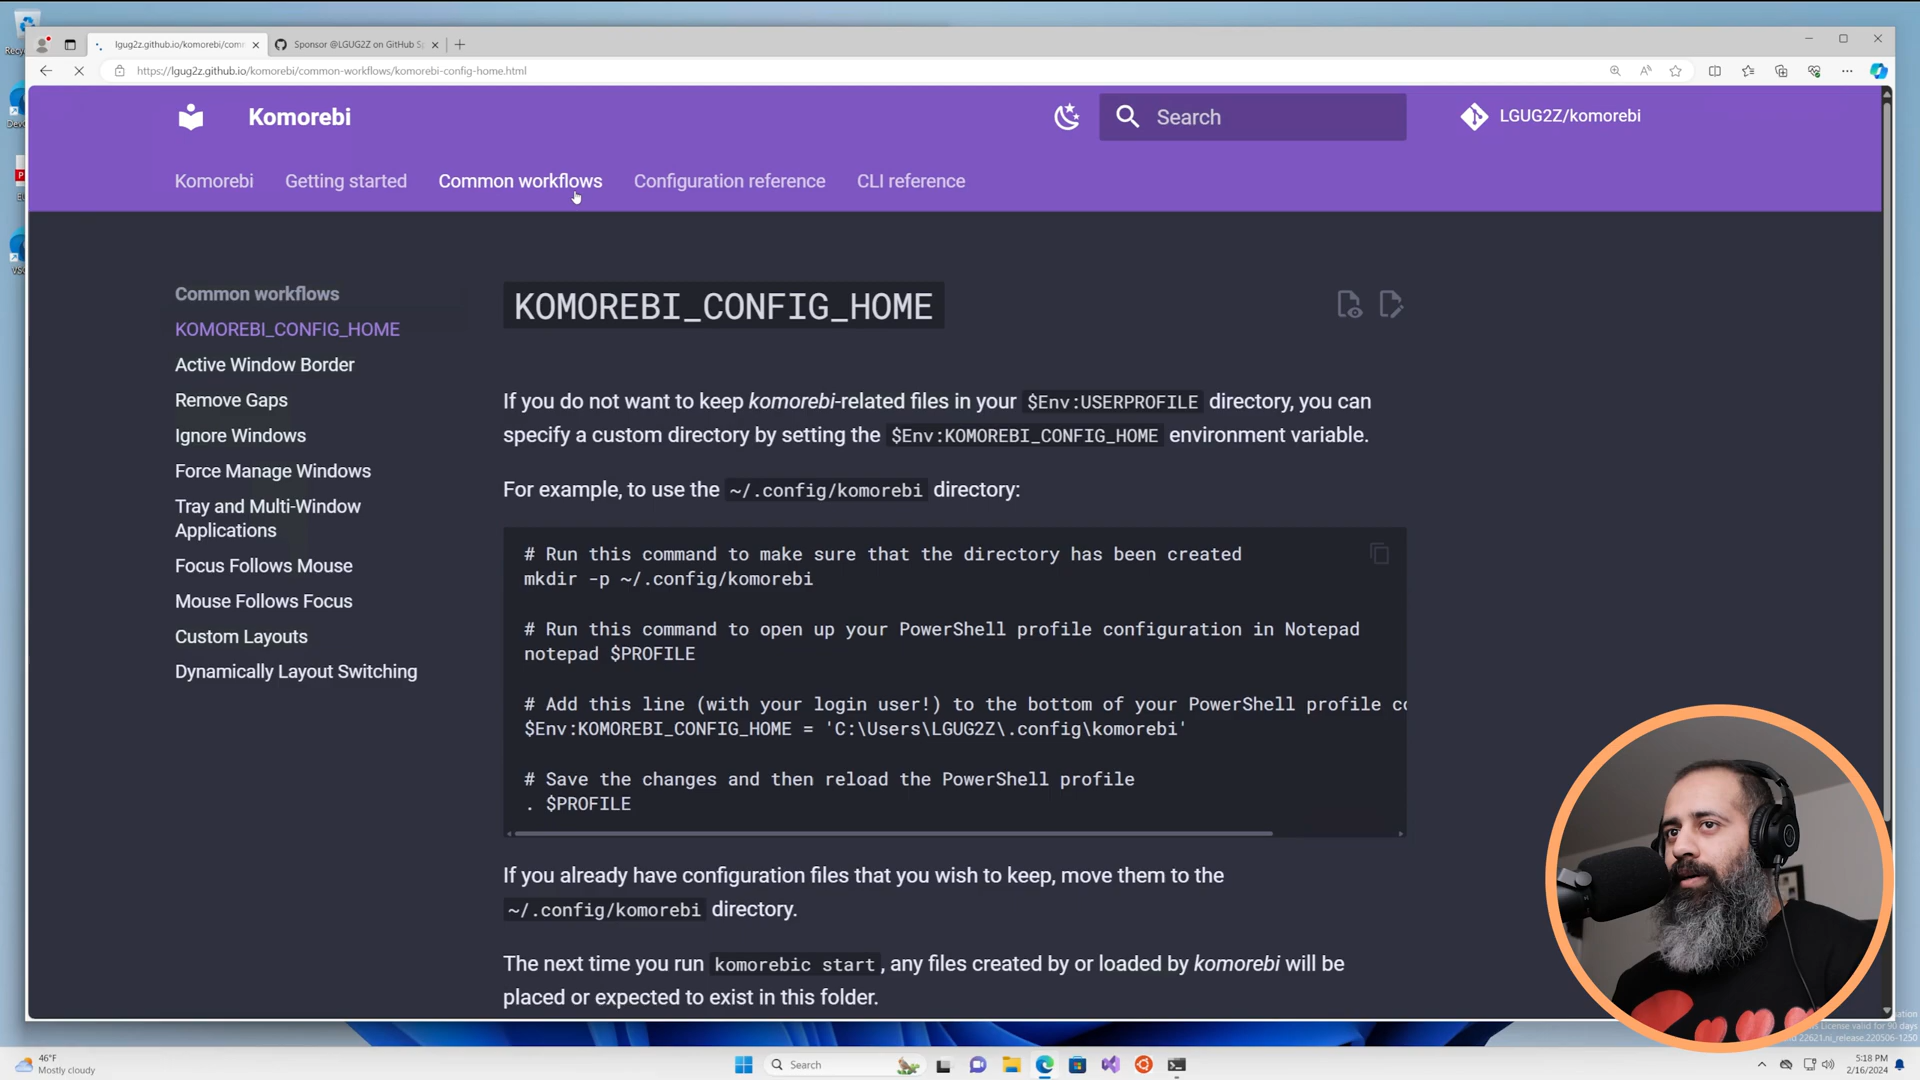 lgug2z.github.io/komorebi/com
Sponsor @LGUG2Z on GitHub Sp
https://lgug2z.github.io/komorebi/common-workflows/komorebi-config-home.html
Komorebi
Search
LGUG2Z/komorebi
Komorebi
Getting started
Common workflows
Configuration reference
CLI reference
Common workflows
KOMOREBI_CONFIG_HOME
Active Window Border
Remove Gaps
Ignore Windows
Force Manage Windows
Tray and Multi-Window
Applications
Focus Follows Mouse
Mouse Follows Focus
Custom Layouts
Dynamically Layout Switching
KOMOREBI_CONFIG_HOME
If you do not want to keep komorebi-related files in your $Env:USERPROFILE directory, you can
specify a custom directory by setting the $Env:KOMOREBI_CONFIG_HOME environment variable.
For example, to use the ~/.config/komorebi directory:
# Run this command to make sure that the directory has been created
mkdir -p ~/.config/komorebi
# Run this command to open up your PowerShell profile configuration in Notepad
notepad $PROFILE
# Add this line (with your login user!) to the bottom of your PowerShell profile co
$Env:KOMOREBI_CONFIG_HOME = 'C:\Users\LGUG2Z\.config\komorebi'
# Save the changes and then reload the PowerShell profile
. $PROFILE
If you already have configuration files that you wish to keep, move them to the
~/.config/komorebi directory.
The next time you run komorebic start, any files created by or loaded by komorebi will be
placed or expected to exist in this folder.
License valid for 90 days
22621.ni_release.220506-1250
46°F
Mostly cloudy
Search
5:18 PM
2/16/2024